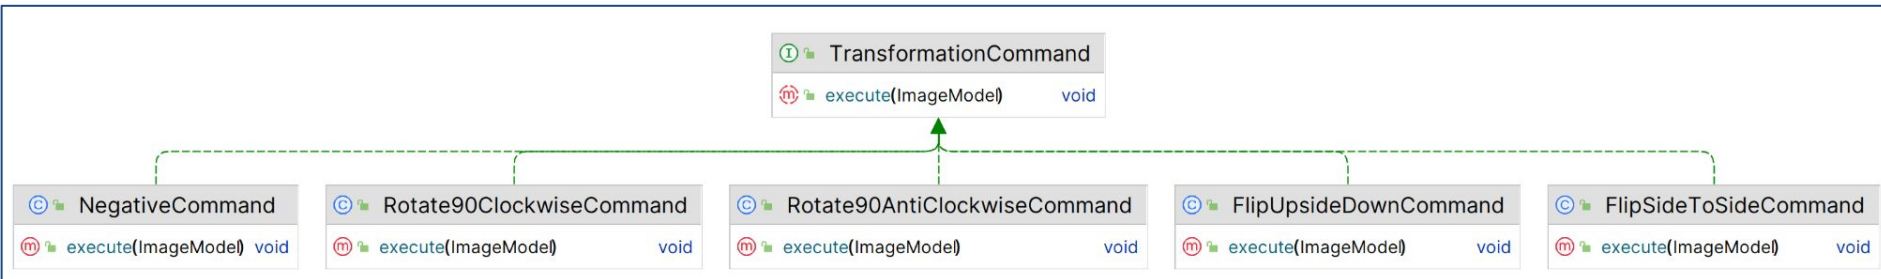 I TransformationCommand
m execute(ImageModel) void
C NegativeCommand
m execute(ImageModel) void
C Rotate90ClockwiseCommand
m execute(ImageModel) void
C Rotate90AntiClockwiseCommand
m execute(ImageModel) void
C FlipUpsideDownCommand
m execute(ImageModel) void
C FlipSideToSideCommand
m execute(ImageModel) void